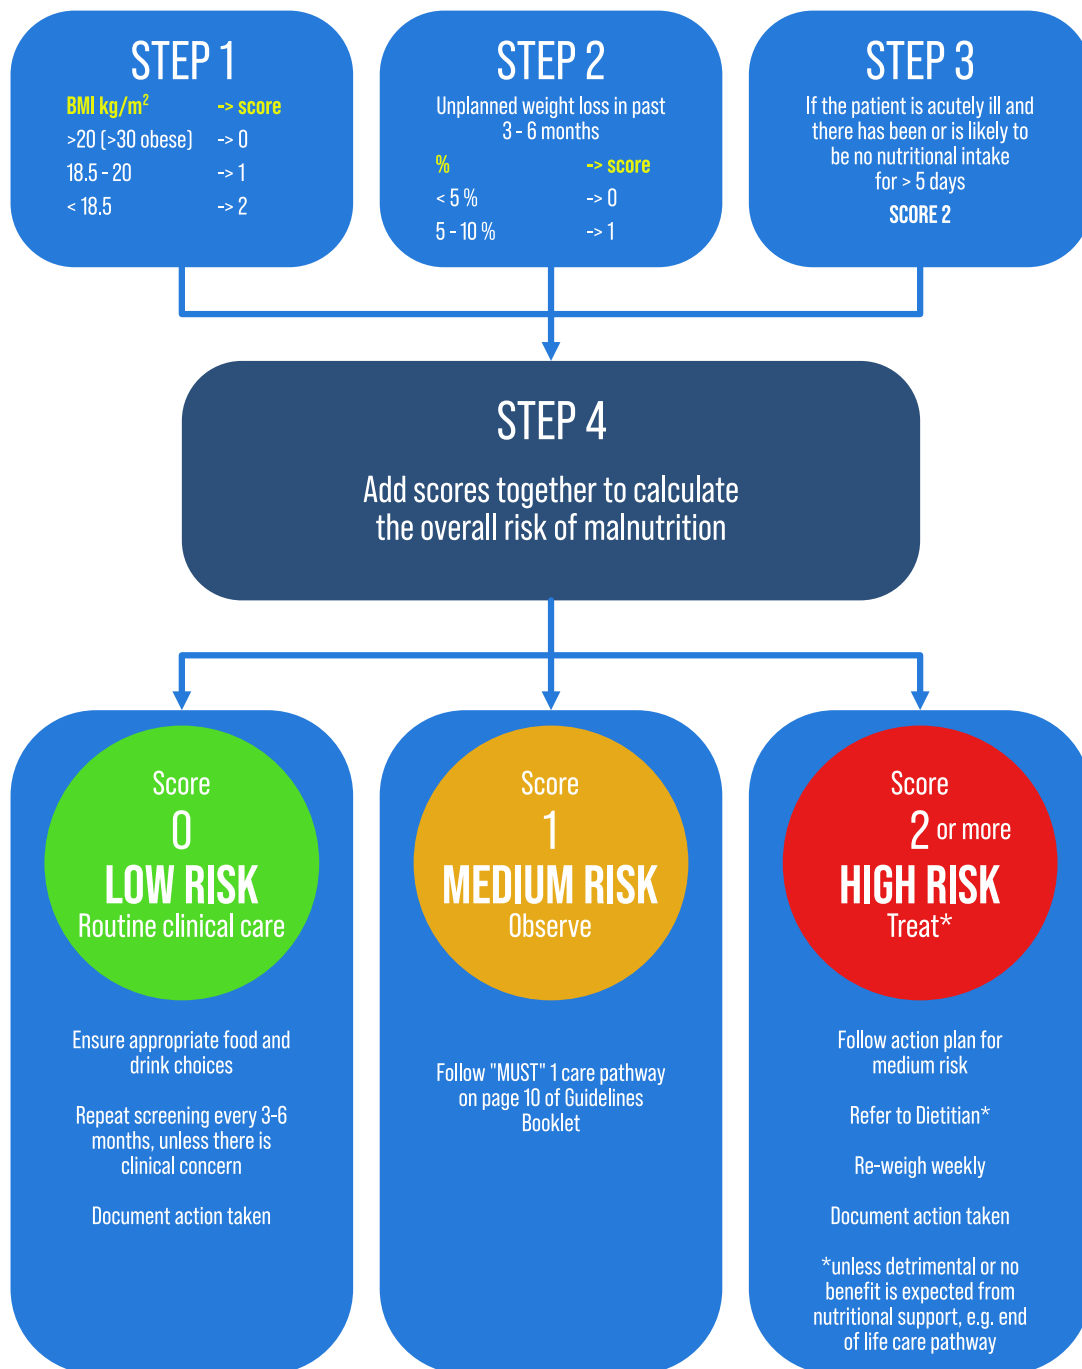 STEP 1
BMI kg/m² -> score
>20 (>30 obese) -> 0
18.5 - 20 -> 1
< 18.5 -> 2
STEP 2
Unplanned weight loss in past
3 - 6 months
% -> score
< 5 % -> 0
5 - 10 % -> 1
STEP 3
If the patient is acutely ill and
there has been or is likely to
be no nutritional intake
for > 5 days
SCORE 2
STEP 4
Add scores together to calculate
the overall risk of malnutrition
Score
0
LOW RISK
Routine clinical care
Ensure appropriate food and
drink choices
Repeat screening every 3-6
months, unless there is
clinical concern
Document action taken
Score
1
MEDIUM RISK
Observe
Follow "MUST" 1 care pathway
on page 10 of Guidelines
Booklet
Score
2 or more
HIGH RISK
Treat*
Follow action plan for
medium risk
Refer to Dietitian*
Re-weigh weekly
Document action taken
*unless detrimental or no
benefit is expected from
nutritional support, e.g. end
of life care pathway